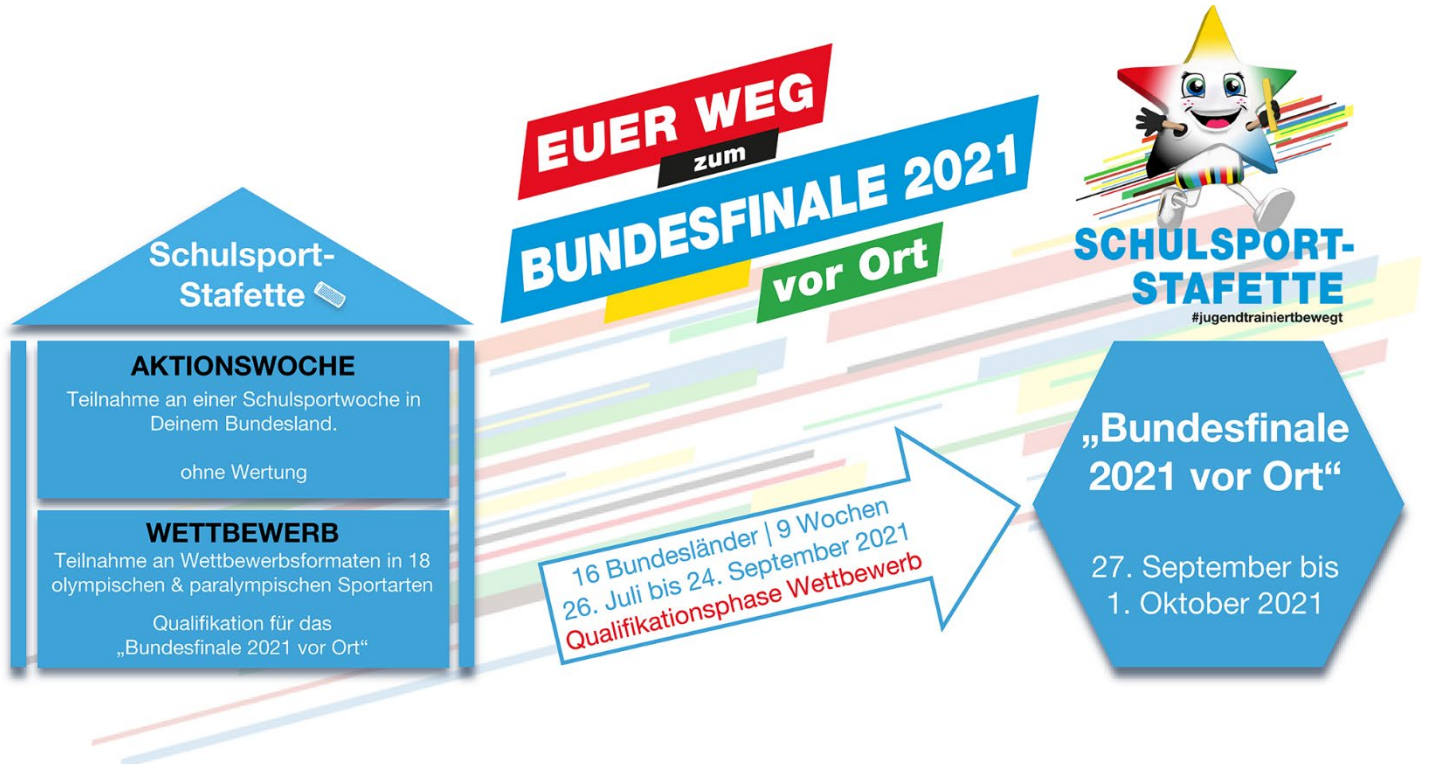 EUER WEG
zum
BUNDESFINALE 2021
vor Ort
SCHULSPORT-
STAFETTE
#jugendtrainiertbewegt
Schulsport-
Stafette
AKTIONSWOCHE
Teilnahme an einer Schulsportwoche in
Deinem Bundesland.
ohne Wertung
WETTBEWERB
Teilnahme an Wettbewerbsformaten in 18
olympischen & paralympischen Sportarten
Qualifikation für das
„Bundesfinale 2021 vor Ort“
16 Bundesländer | 9 Wochen
26. Juli bis 24. September 2021
Qualifikationsphase Wettbewerb
„Bundesfinale
2021 vor Ort“
27. September bis
1. Oktober 2021